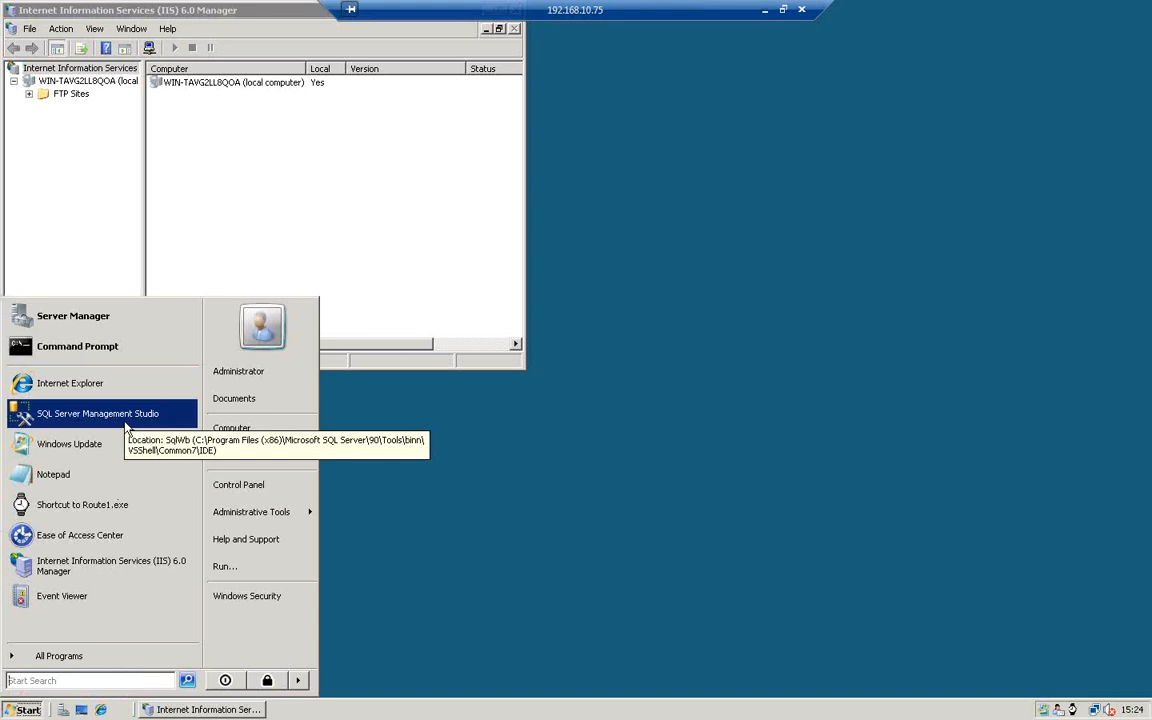 Internet Information Services (IIS) 6.0 Manager
192.168.10.75
File Action View Window Help
Internet Information Services
WIN-TAVG2LL8QOA (local
FTP Sites
Computer Local Version Status
WIN-TAVG2LL8QOA (local computer) Yes
Server Manager
Command Prompt
Internet Explorer
SQL Server Management Studio
Windows Update
Notepad
Shortcut to Route1.exe
Ease of Access Center
Internet Information Services (IIS) 6.0
Manager
Event Viewer
All Programs
Start Search
Administrator
Documents
Computer
Location: SqlWb (C:\Program Files (x86)\Microsoft SQL Server\90\Tools\binn\
VSShell\Common7\IDE)
Control Panel
Administrative Tools
Help and Support
Run...
Windows Security
Start
Internet Information Ser...
15:24